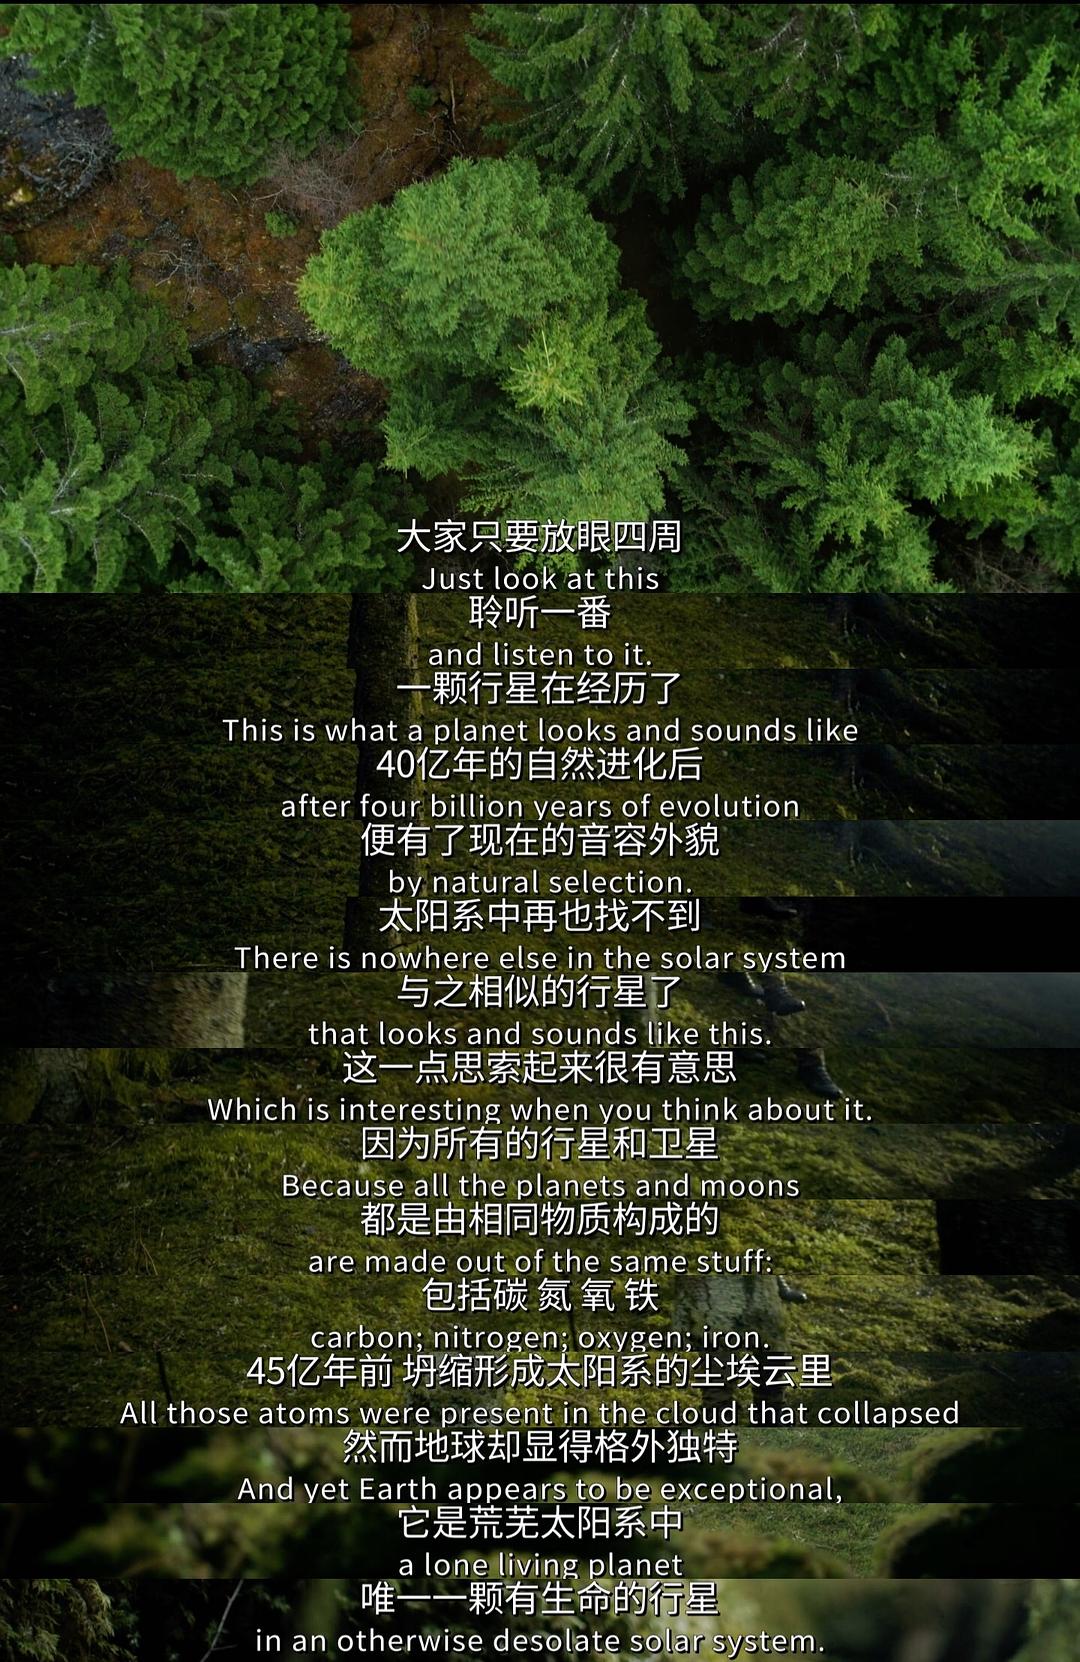 大家只要放眼四周
Just look at this
聆听一番
and listen to it.
一颗行星在经历了
This is what a planet looks and sounds like
40亿年的自然进化后
after four billion years of evolution
便有了现在的音容外貌
by natural selection.
太阳系中再也找不到
There is nowhere else in the solar system
与之相似的行星了
that looks and sounds like this.
这一点思索起来很有意思
Which is interesting when you think about it.
因为所有的行星和卫星
Because all the planets and moons
都是由相同物质构成的
are made out of the same stuff:
包括碳 氮 氧 铁
carbon; nitrogen; oxygen; iron.
45亿年前 坍缩形成太阳系的尘埃云里
All those atoms were present in the cloud that collapsed
然而地球却显得格外独特
And yet Earth appears to be exceptional,
它是荒芜太阳系中
a lone living planet
唯一一颗有生命的行星
in an otherwise desolate solar system.